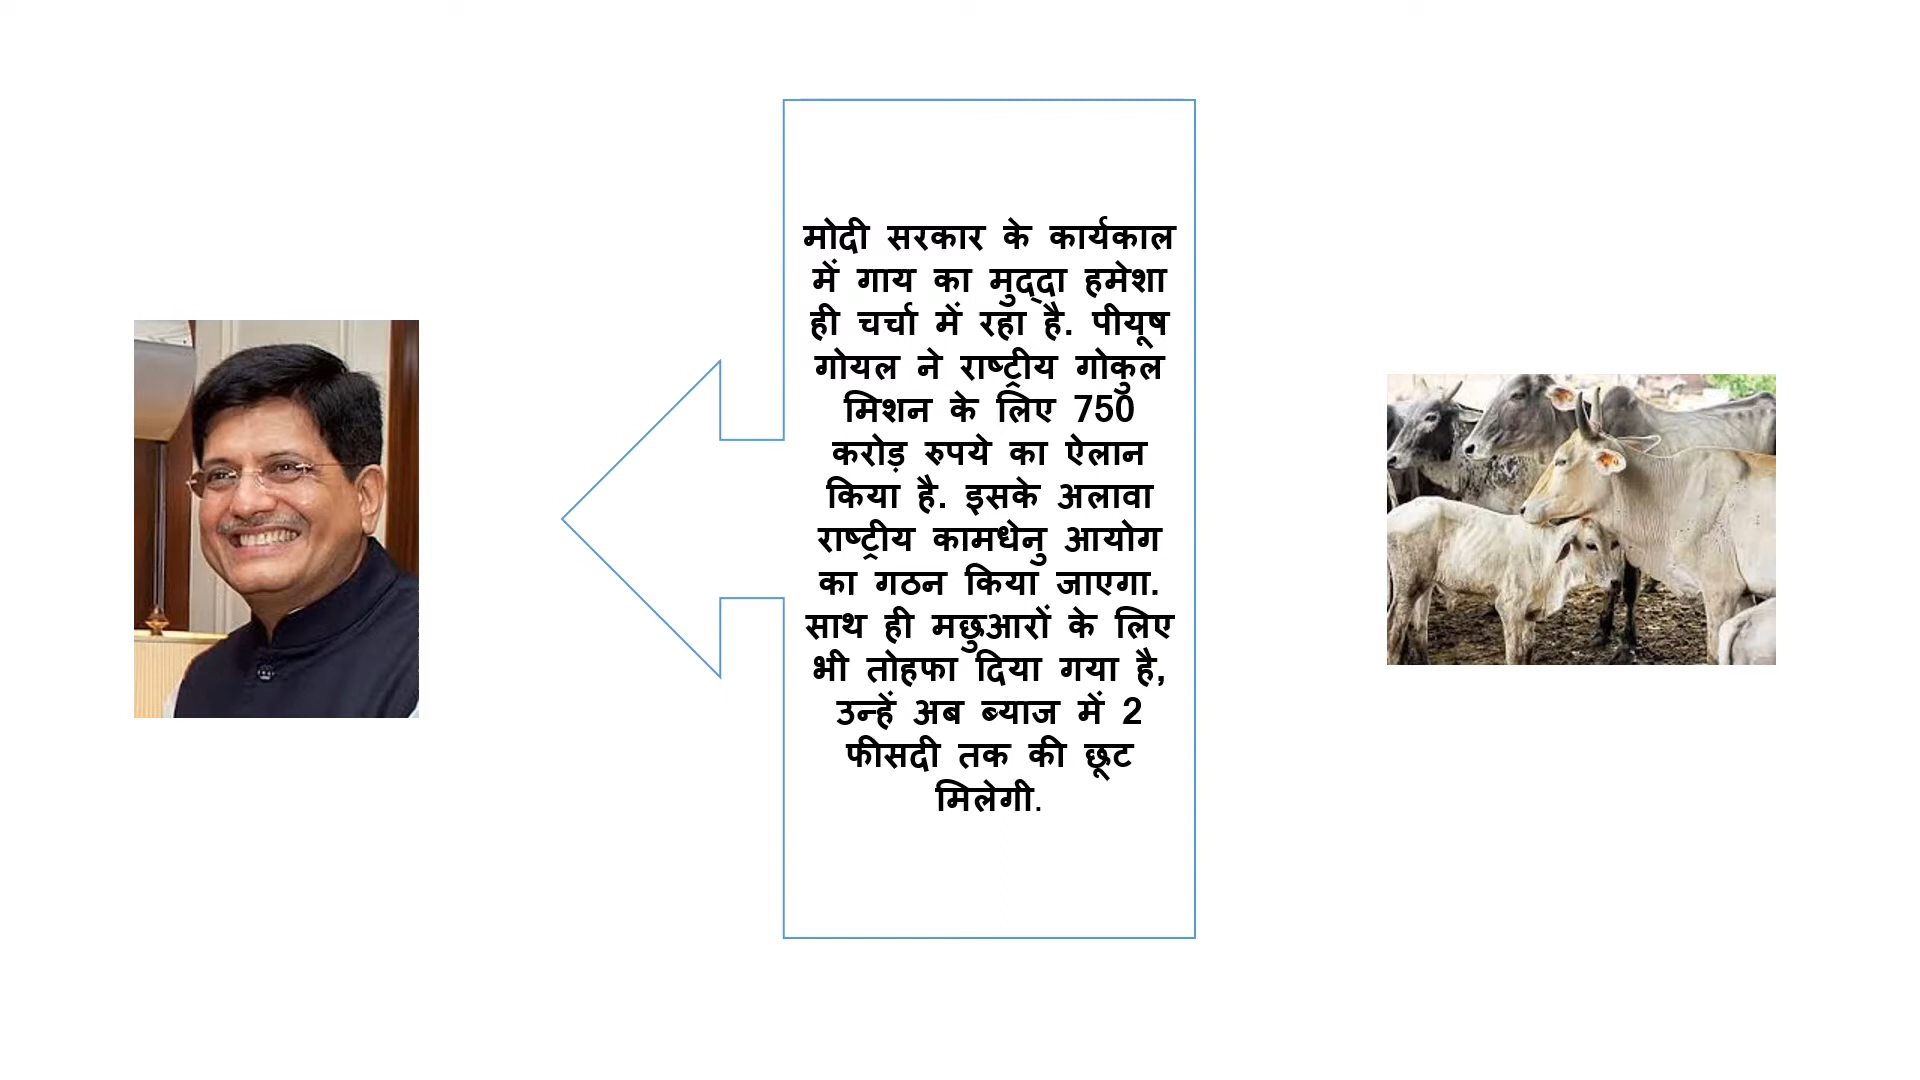 मोदी सरकार के कार्यकाल
में गाय का मुद्दा हमेशा
ही चर्चा में रहा है. पीयूष
गोयल ने राष्ट्रीय गोकुल
मिशन के लिए 750
करोड़ रुपये का ऐलान
किया है. इसके अलावा
राष्ट्रीय कामधेनु आयोग
का गठन किया जाएगा.
साथ ही मछुआरों के लिए
भी तोहफा दिया गया है,
उन्हें अब ब्याज में 2
फीसदी तक की छूट
मिलेगी.